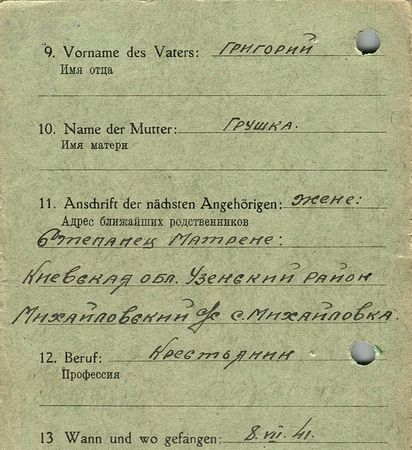 9. Vorname des Vaters: ГРИГОРИЙ
Имя отца
10. Name der Mutter: ГРУШКА.
Имя матери
11. Anschrift der nächsten Angehörigen: жене:
Адрес ближайших родственников
Матрене:
Киевская обл. Узенский район
Михайловский с/с с. Михайловка.
12. Beruf: Крестьянин
Профессия
13 Wann und wo gefangen: 8. VII. 41.